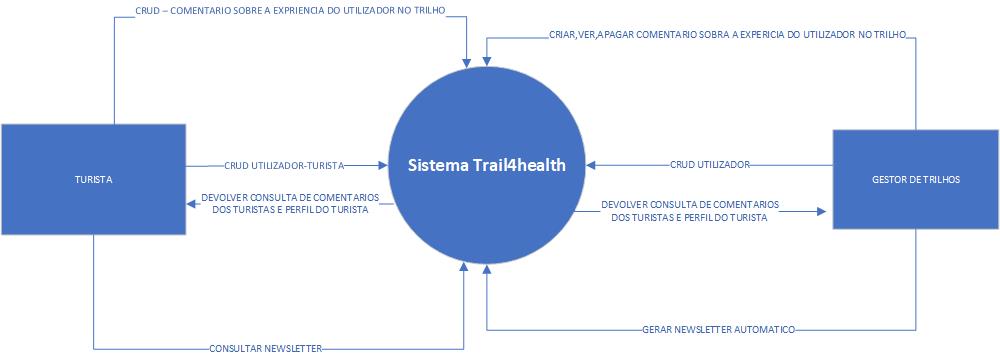 CRUD – COMENTARIO SOBRE A EXPRIENCIA DO UTILIZADOR NO TRILHO
CRIAR,VER,APAGAR COMENTARIO SOBRA A EXPERICIA DO UTILIZADOR NO TRILHO
TURISTA
CRUD UTILIZADOR-TURISTA
Sistema Trail4health
CRUD UTILIZADOR
GESTOR DE TRILHOS
DEVOLVER CONSULTA DE COMENTARIOS
DOS TURISTAS E PERFIL DO TURISTA
DEVOLVER CONSULTA DE COMENTARIOS
DOS TURISTAS E PERFIL DO TURISTA
GERAR NEWSLETTER AUTOMATICO
CONSULTAR NEWSLETTER